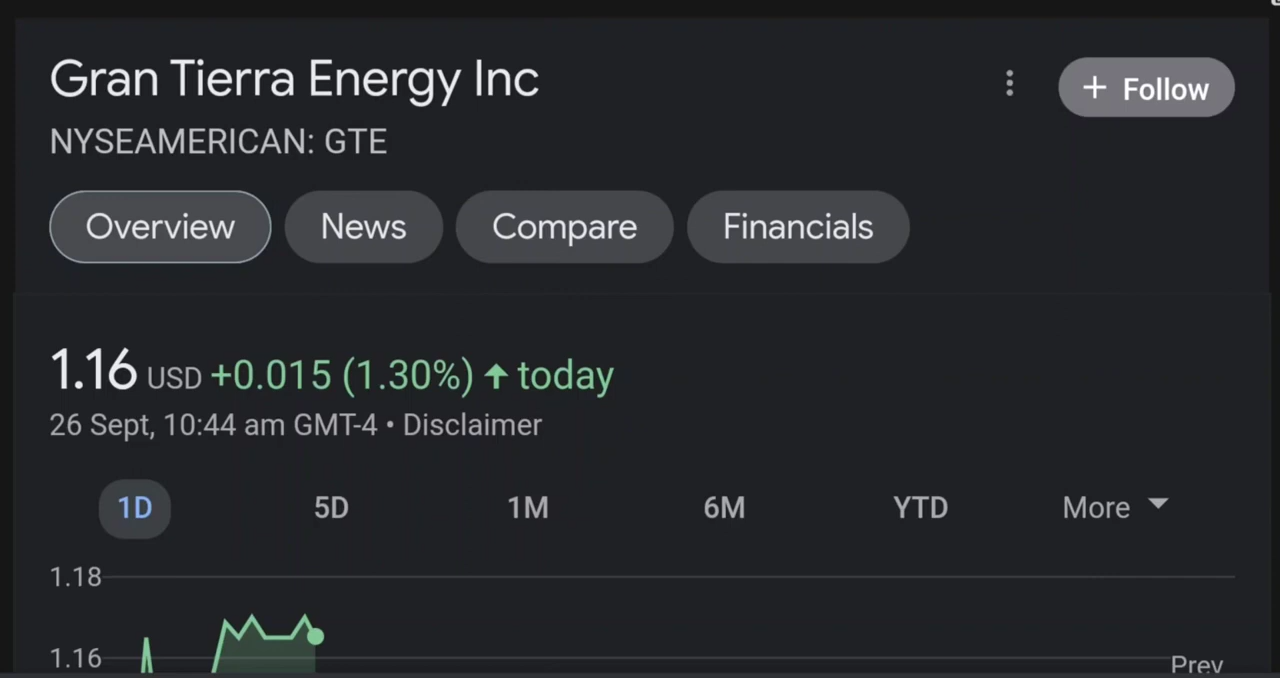 Gran Tierra Energy Inc
+ Follow
NYSEAMERICAN: GTE
Overview News Compare Financials
1.16 USD +0.015 (1.30%) ↑ today
26 Sept, 10:44 am GMT-4 • Disclaimer
1D 5D 1M 6M YTD More
1.18
1.16
Prev